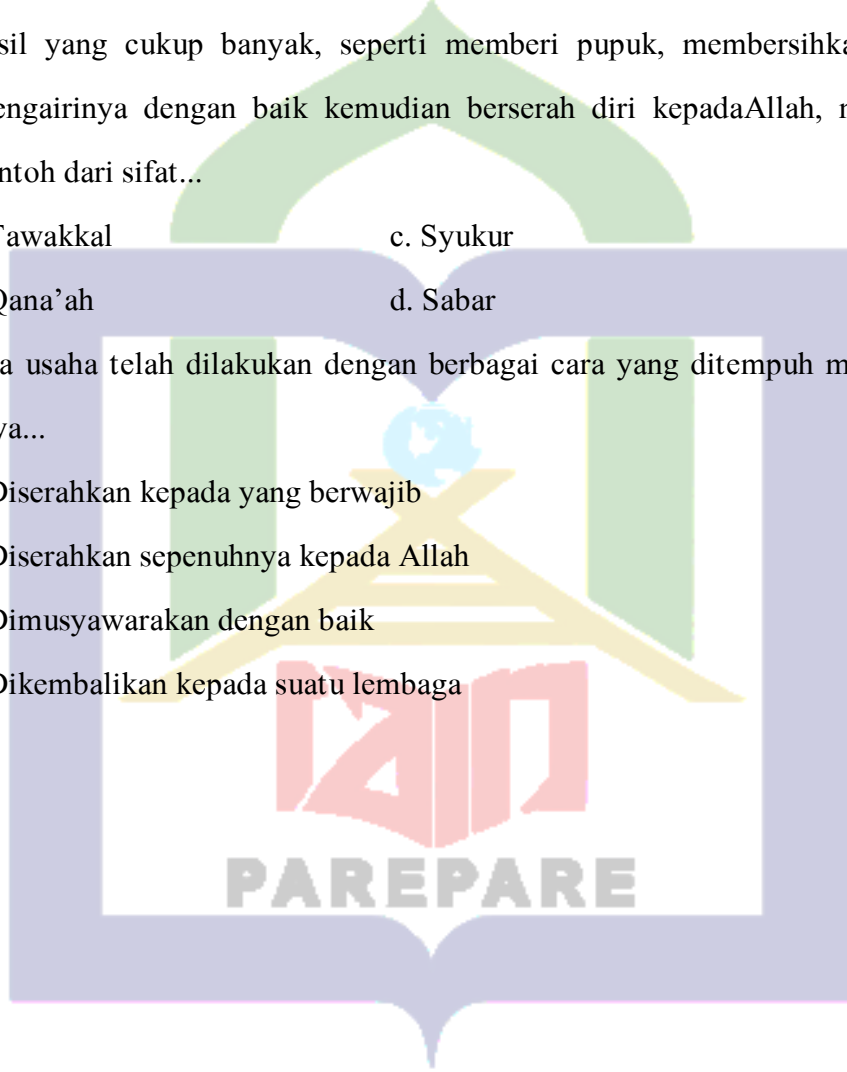 sil yang cukup banyak, seperti memberi pupuk, membersihka
engairinya dengan baik kemudian berserah diri kepadaAllah, m
ntoh dari sifat...
Tawakkal c. Syukur
Qana’ah d. Sabar
a usaha telah dilakukan dengan berbagai cara yang ditempuh m
ya...
Diserahkan kepada yang berwajib
Diserahkan sepenuhnya kepada Allah
Dimusyawarakan dengan baik
Dikembalikan kepada suatu lembaga
iain
PAREPARE